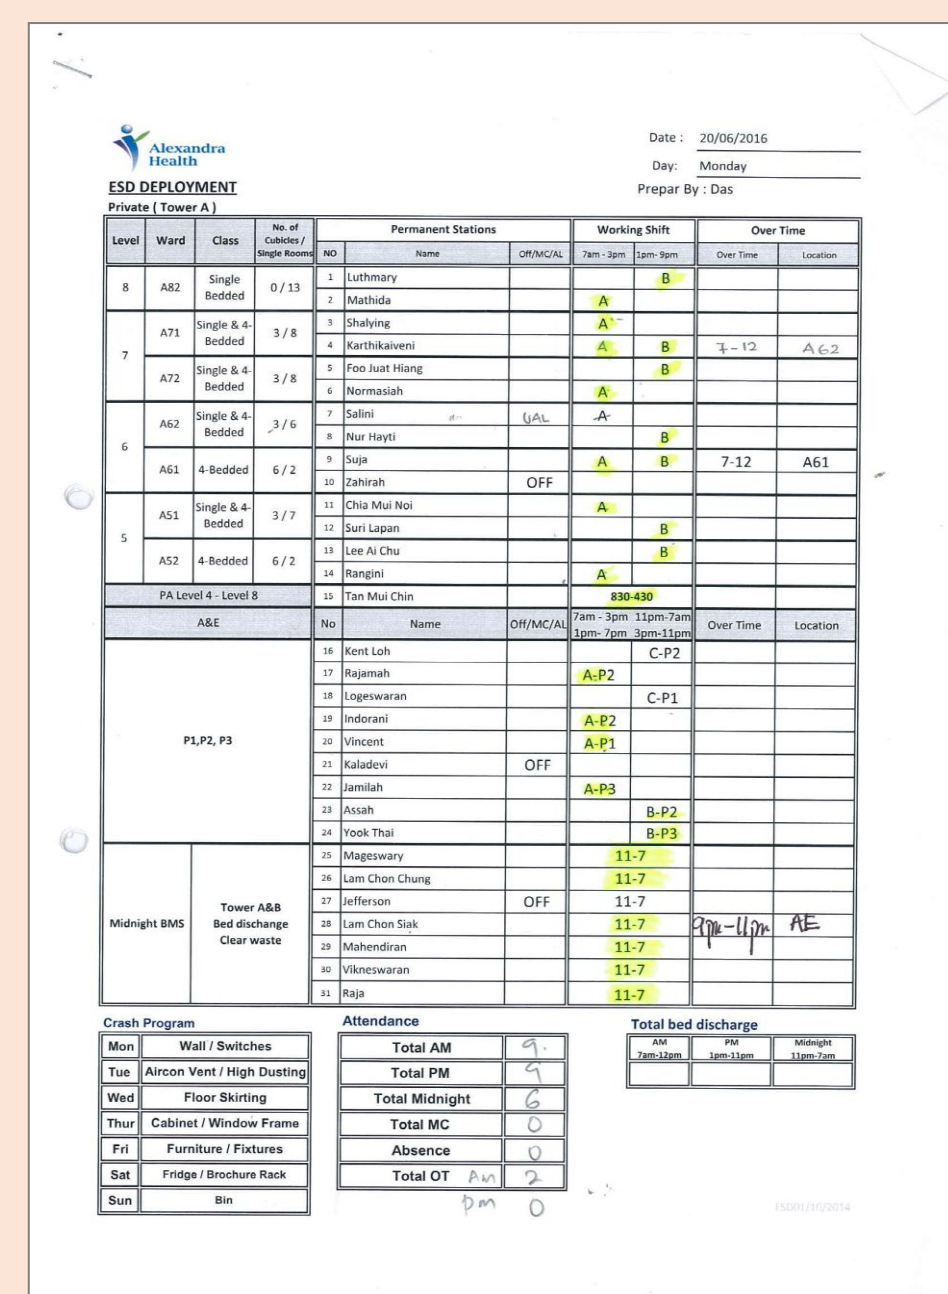 Alexandra
Health
Date : 20/06/2016
Day: Monday
ESD DEPLOYMENT
Prepar By : Das
Private ( Tower A )
Level Ward Class No. of Cubicles / Single Rooms Permanent Stations Working Shift Over Time
NO Name Off/MC/AL 7am - 3pm 1pm- 9pm Over Time Location
8 A82 Single Bedded 0 / 13
1 Luthmary B
2 Mathida A
7 A71 Single & 4-Bedded 3 / 8
3 Shalying A
4 Karthikaiveni A B 7-12 A62
A72 Single & 4-Bedded 3 / 8
5 Foo Juat Hiang B
6 Normasiah A
6 A62 Single & 4-Bedded 3 / 6
7 Salini UAL A
8 Nur Hayti B
A61 4-Bedded 6 / 2
9 Suja A B 7-12 A61
10 Zahirah OFF
5 A51 Single & 4-Bedded 3 / 7
11 Chia Mui Noi A
12 Suri Lapan B
A52 4-Bedded 6 / 2
13 Lee Ai Chu B
14 Rangini A
PA Level 4 - Level 8 15 Tan Mui Chin 830-430
A&E No Name Off/MC/AL 7am - 3pm 11pm-7am Over Time Location
1pm- 7pm 3pm-11pm
P1,P2, P3
16 Kent Loh C-P2
17 Rajamah A-P2
18 Logeswaran C-P1
19 Indorani A-P2
20 Vincent A-P1
21 Kaladevi OFF
22 Jamilah A-P3
23 Assah B-P2
24 Yook Thai B-P3
Midnight BMS Tower A&B Bed discharge Clear waste
25 Mageswary 11-7
26 Lam Chon Chung 11-7
27 Jefferson OFF 11-7
28 Lam Chon Siak 11-7 9pm-11pm AE
29 Mahendiran 11-7
30 Vikneswaran 11-7
31 Raja 11-7
Crash Program
Mon Wall / Switches
Tue Aircon Vent / High Dusting
Wed Floor Skirting
Thur Cabinet / Window Frame
Fri Furniture / Fixtures
Sat Fridge / Brochure Rack
Sun Bin
Attendance
Total AM 9.
Total PM 9
Total Midnight 6
Total MC 0
Absence 0
Total OT Am 2
pm 0
Total bed discharge
AM PM Midnight
7am-12pm 1pm-11pm 11pm-7am
ESD01/10/2014